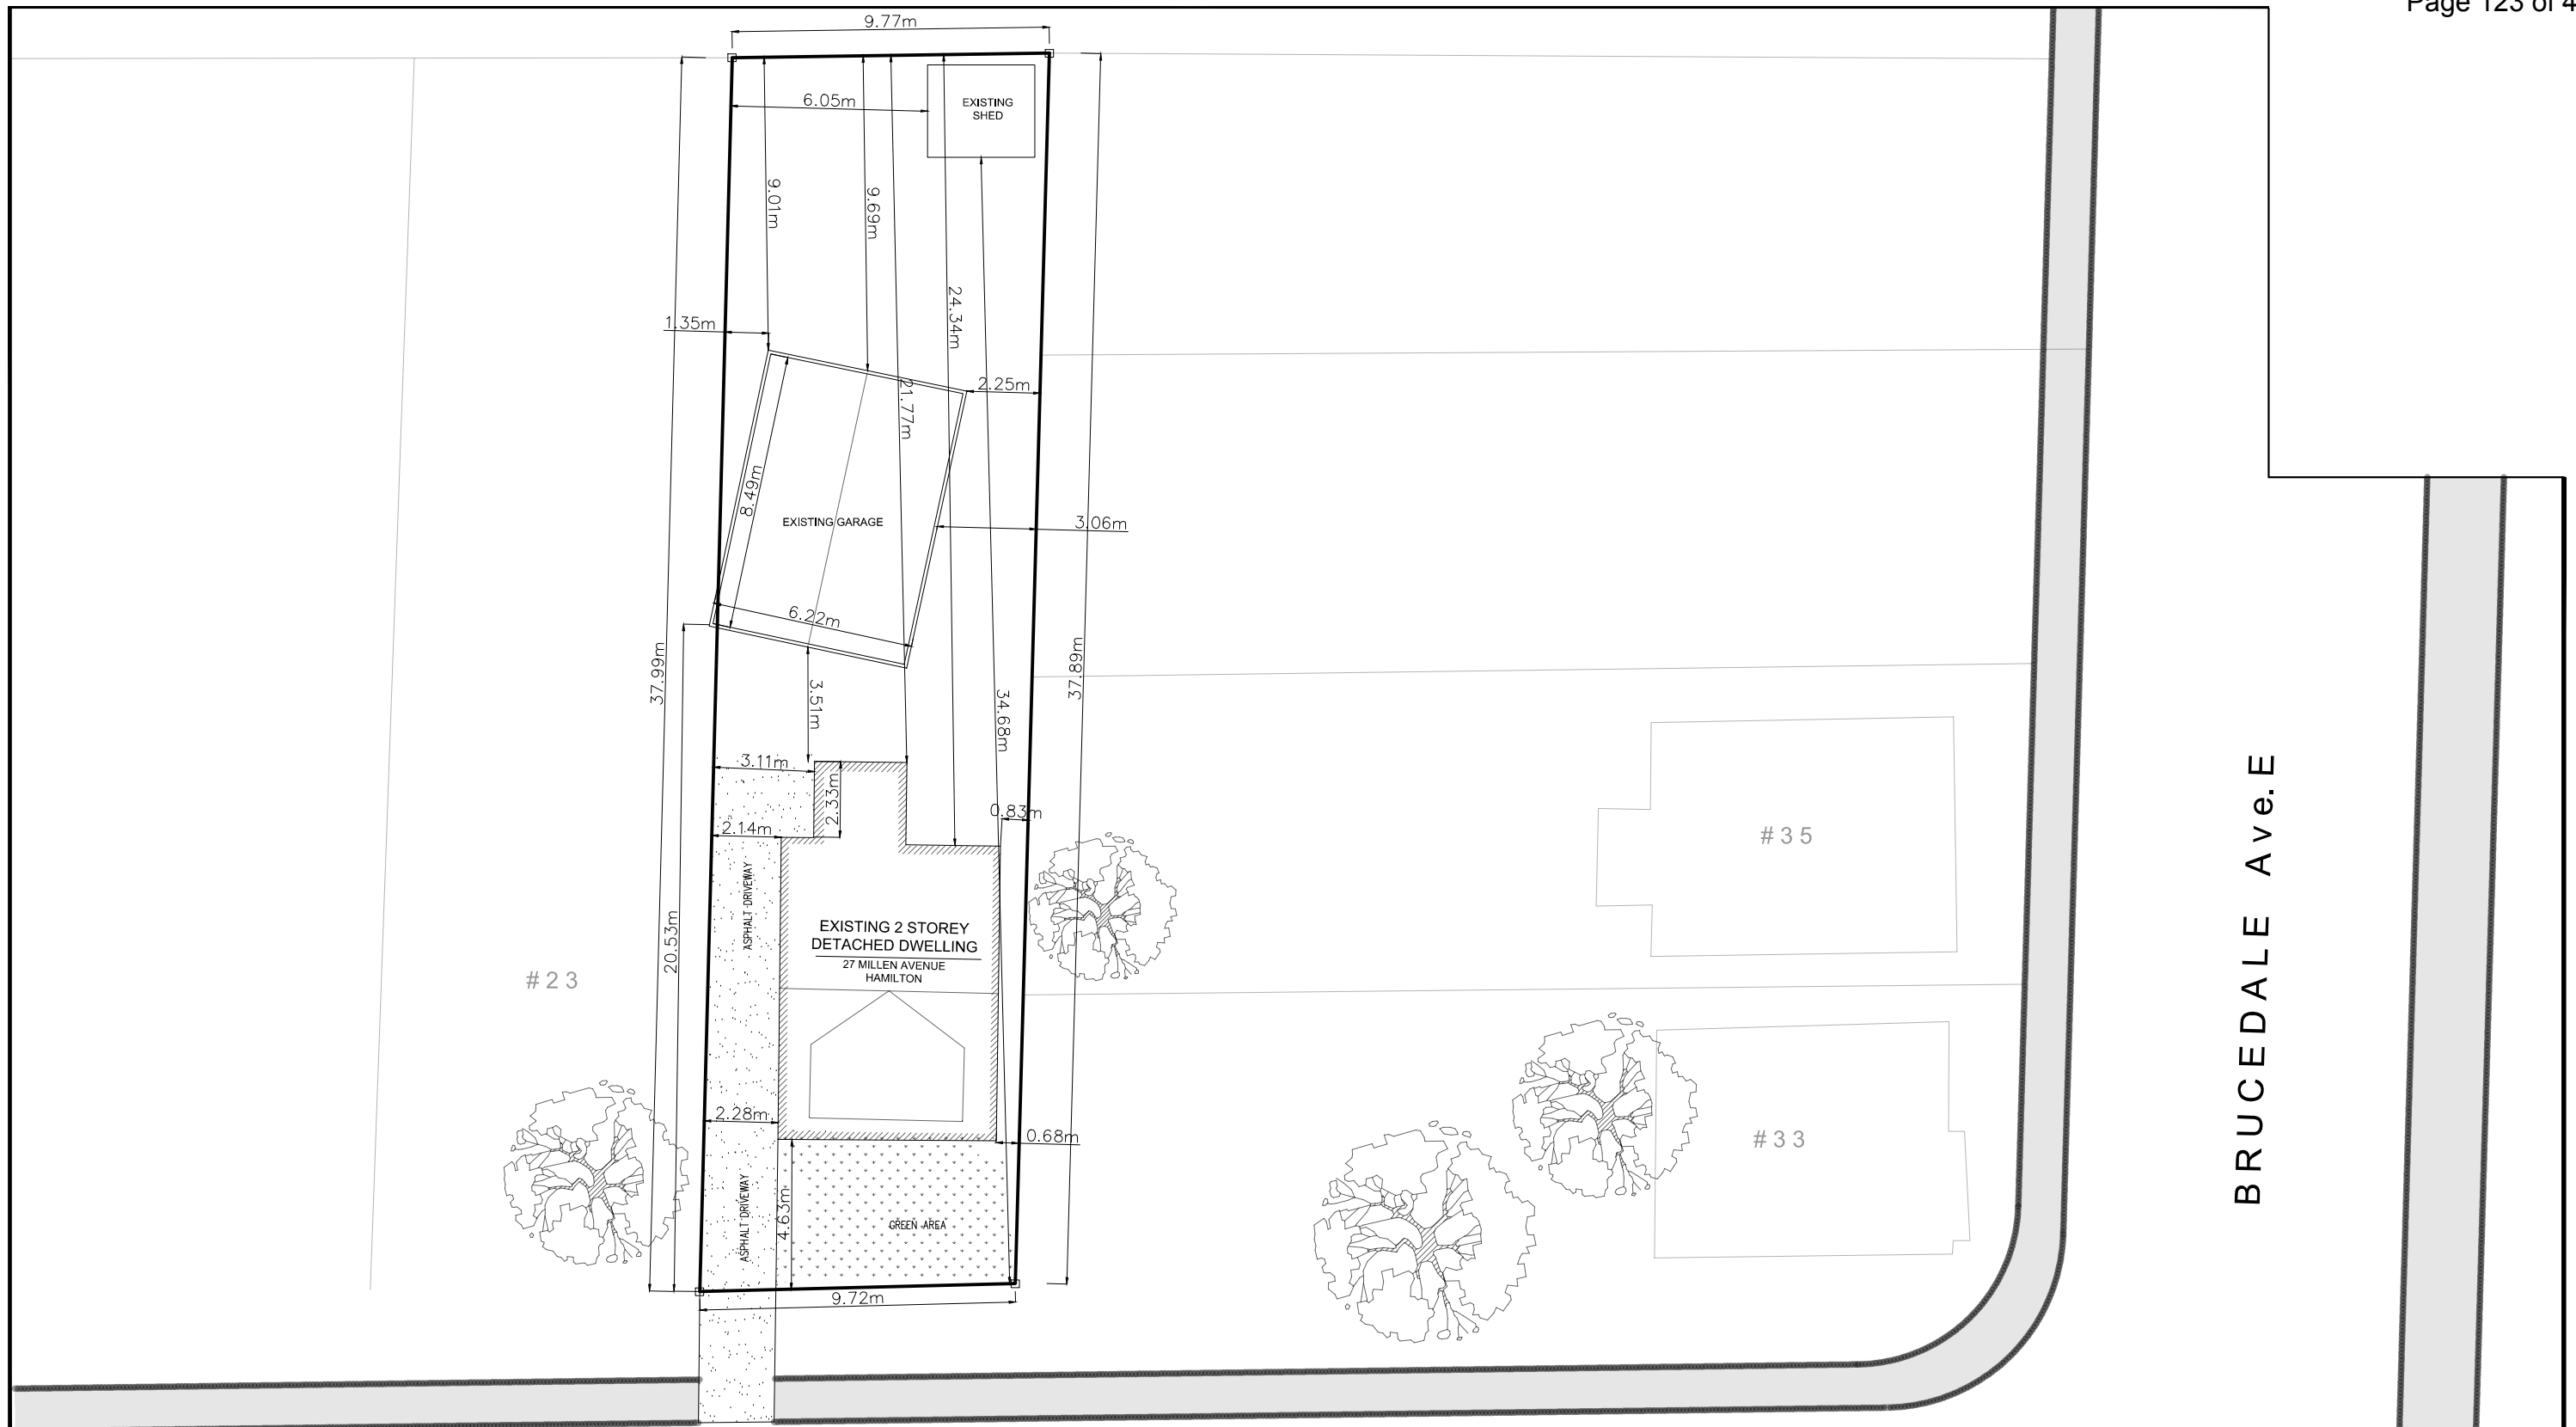 Page 123 of 4
9.77m
6.05m
EXISTING
SHED
9.01m
9.69m
24.34m
1.35m
21.77m
2.25m
8.49m
EXISTING GARAGE
3.06m
6.22m
37.99m
37.89m
3.51m
34.68m
3.11m
2.33m
0.83m
2.14m
#35
BRUCEDALE Ave. E
ASPHALT DRIVEWAY
EXISTING 2 STOREY
DETACHED DWELLING
27 MILLEN AVENUE
HAMILTON
20.53m
#23
2.28m
0.68m
#33
ASPHALT DRIVEWAY
4.63m
GREEN AREA
9.72m